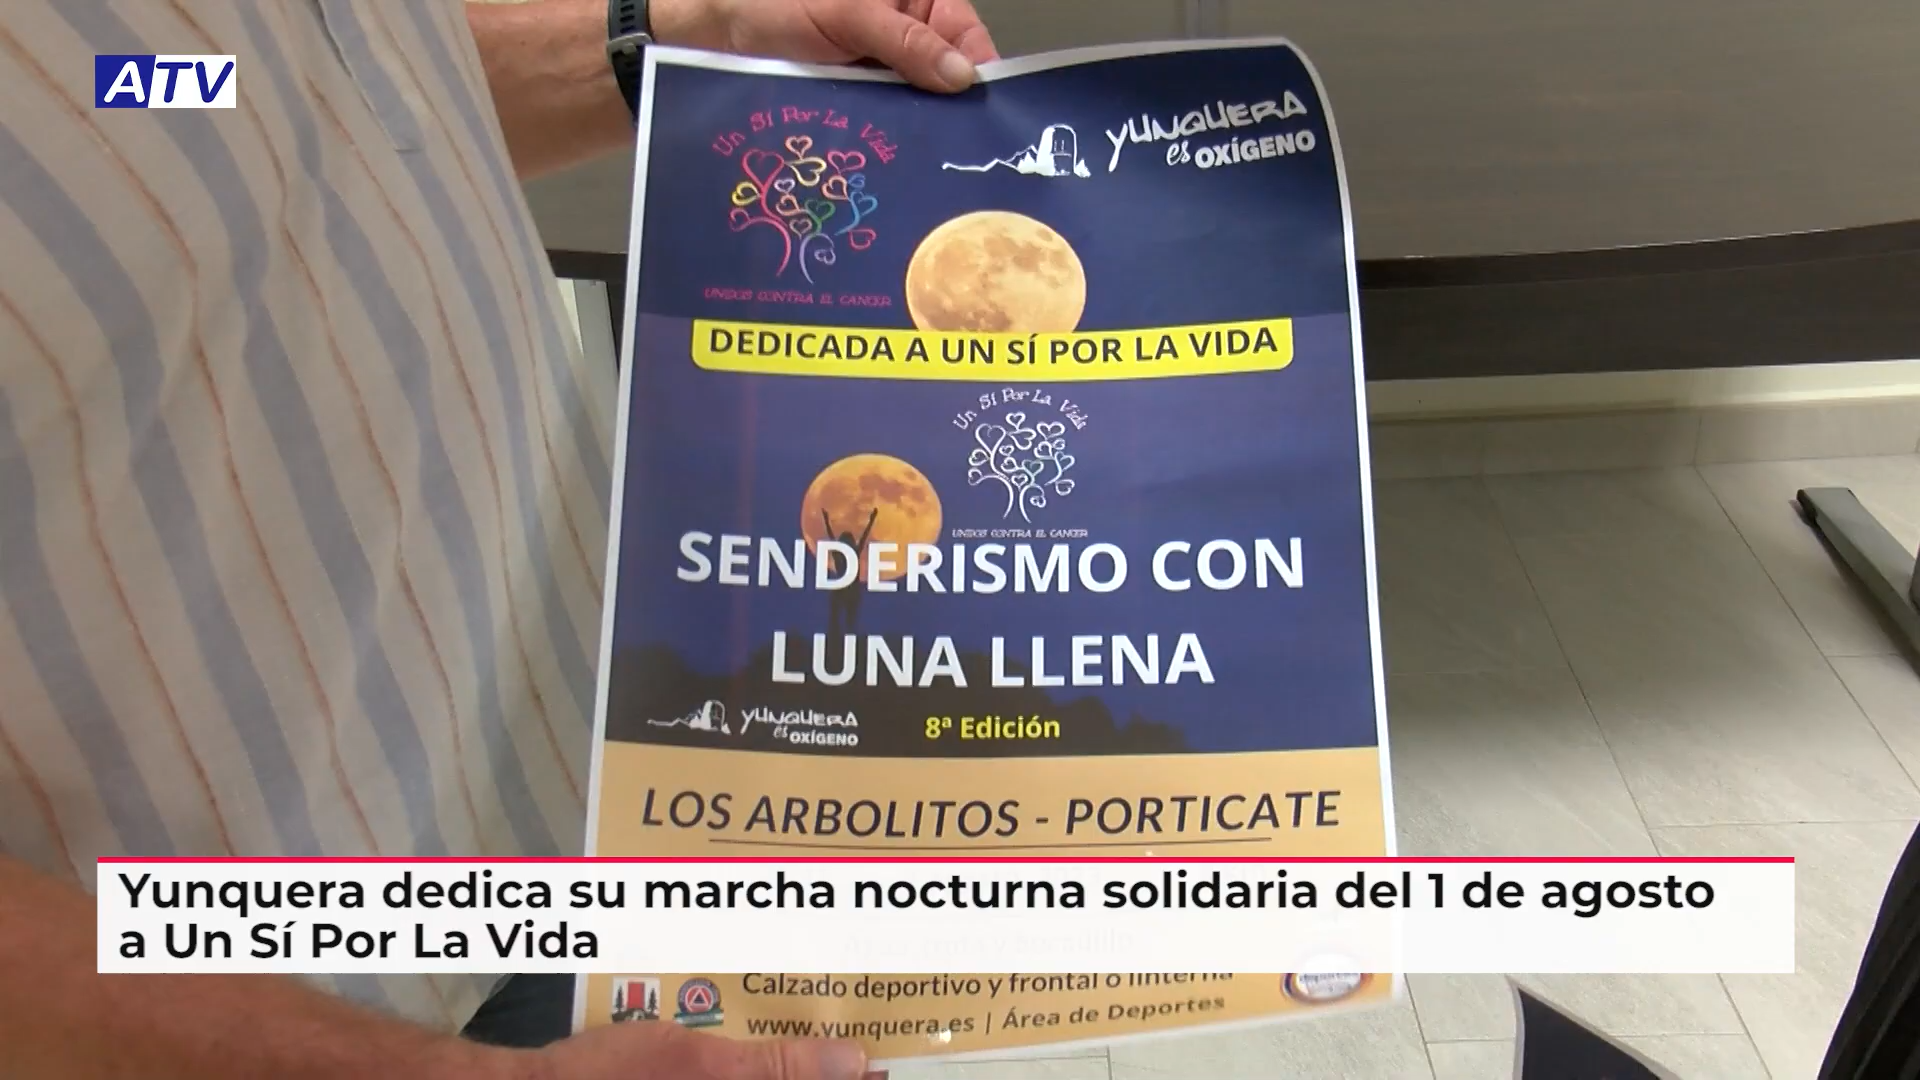 ATV
Un Sí Por La Vida
UNIDOS CONTRA EL CANCER
YUNQUERA
es OXÍGENO
DEDICADA A UN SÍ POR LA VIDA
Un Sí Por La Vida
UNIDOS CONTRA EL CANCER
SENDERISMO CON
LUNA LLENA
YUNQUERA
es OXÍGENO
8ª Edición
LOS ARBOLITOS - PORTICATE
Yunquera dedica su marcha nocturna solidaria del 1 de agosto
a Un Sí Por La Vida
Calzado deportivo y frontal o linterna
www.yunquera.es | Área de Deportes